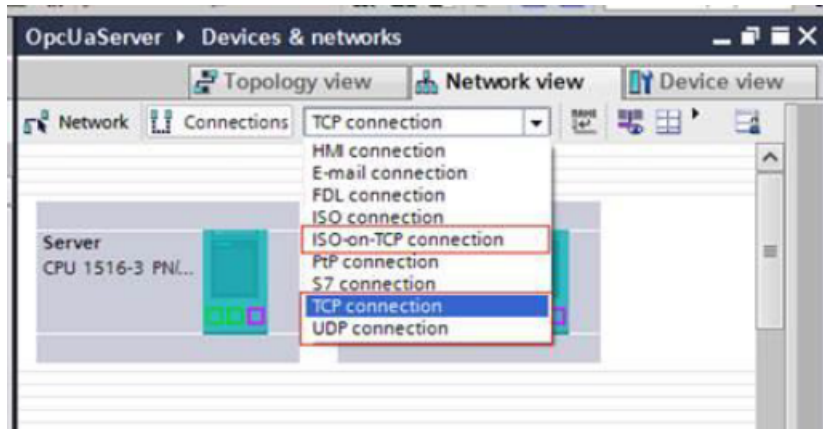 OpcUaServer ▸ Devices & networks
Topology view Network view Device view
Network Connections TCP connection
HMI connection
E-mail connection
FDL connection
ISO connection
ISO-on-TCP connection
PtP connection
S7 connection
TCP connection
UDP connection
Server
CPU 1516-3 PN/...